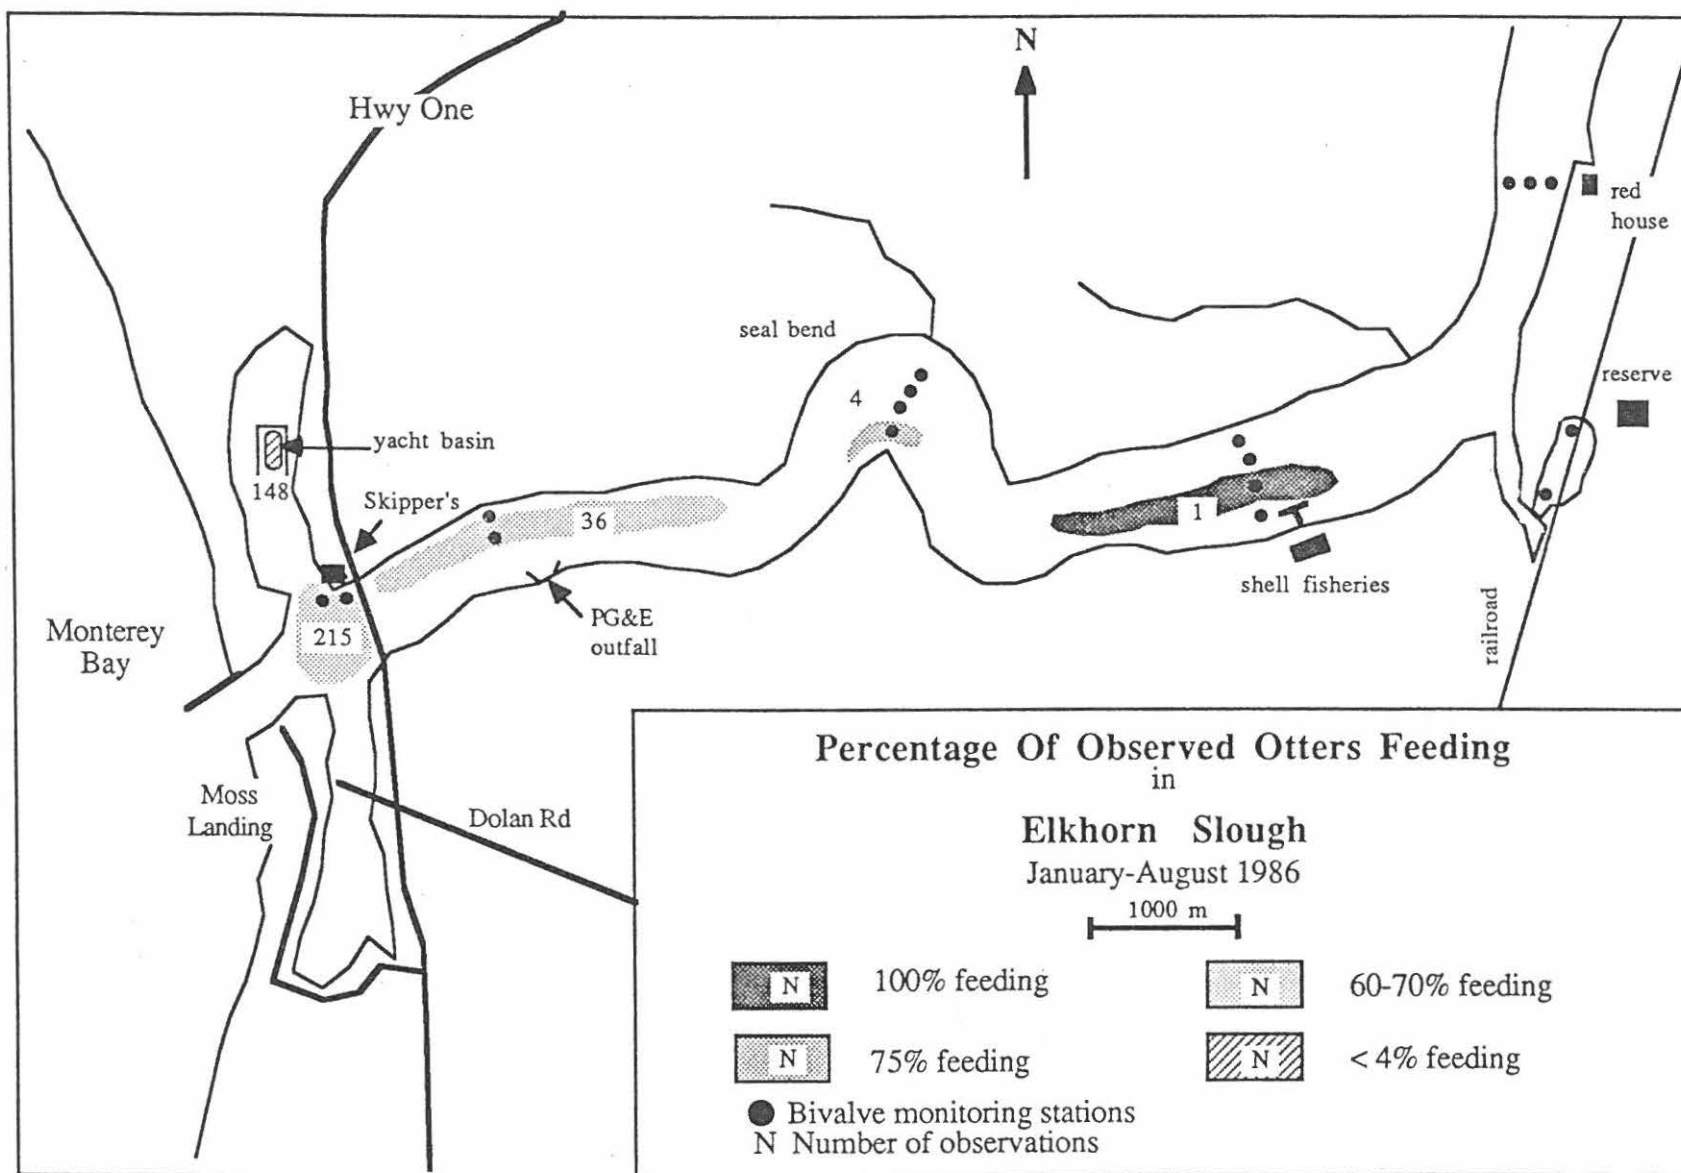 N
Hwy One
red
house
seal bend
reserve
4
yacht basin
148
Skipper's
36
1
shell fisheries
215
PG&E
outfall
Monterey
Bay
railroad
Moss
Landing
Dolan Rd
Percentage Of Observed Otters Feeding
in
Elkhorn Slough
January-August 1986
1000 m
N 100% feeding
N 60-70% feeding
N 75% feeding
N < 4% feeding
Bivalve monitoring stations
N Number of observations